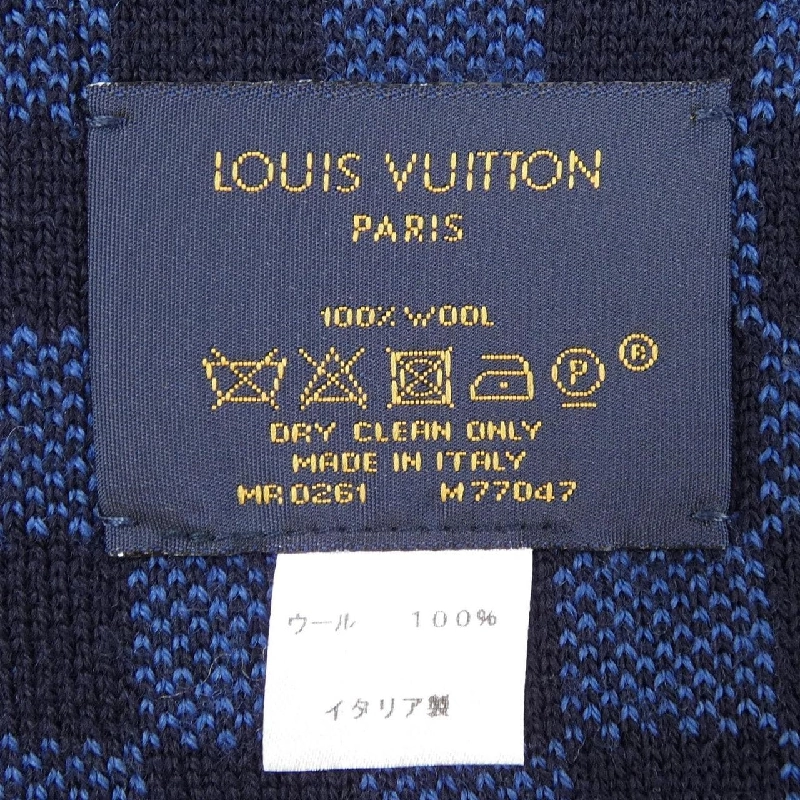 LOUIS VUITTON
PARIS
100% WOOL
P ®
DRY CLEAN ONLY
MADE IN ITALY
MR0261 M77047
ウール 100%
イタリア製